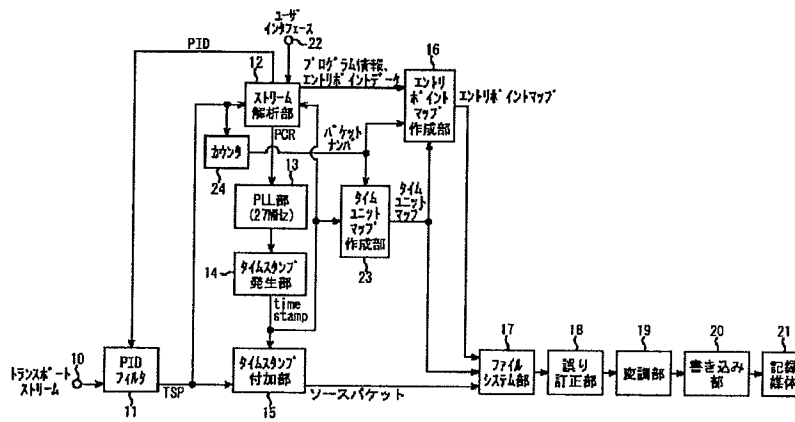 ユーザ
インタフェース
22
PID
12
プログラム情報、
エントリポイントデータ
16
ストリーム
解析部
エントリ
ポイント
マップ
作成部
エントリポイントマップ
PCR
パケット
ナンバ
カウンタ
24
13
PLL部
(27MHz)
タイム
ユニット
マップ
作成部
23
タイム
ユニット
マップ
14
タイムスタンプ
発生部
time
stamp
10
トランスポート
ストリーム
PID
フィルタ
11
TSP
タイムスタンプ
付加部
15
ソースパケット
17
ファイル
システム部
18
誤り
訂正部
19
変調部
20
書き込み
部
21
記録
媒体